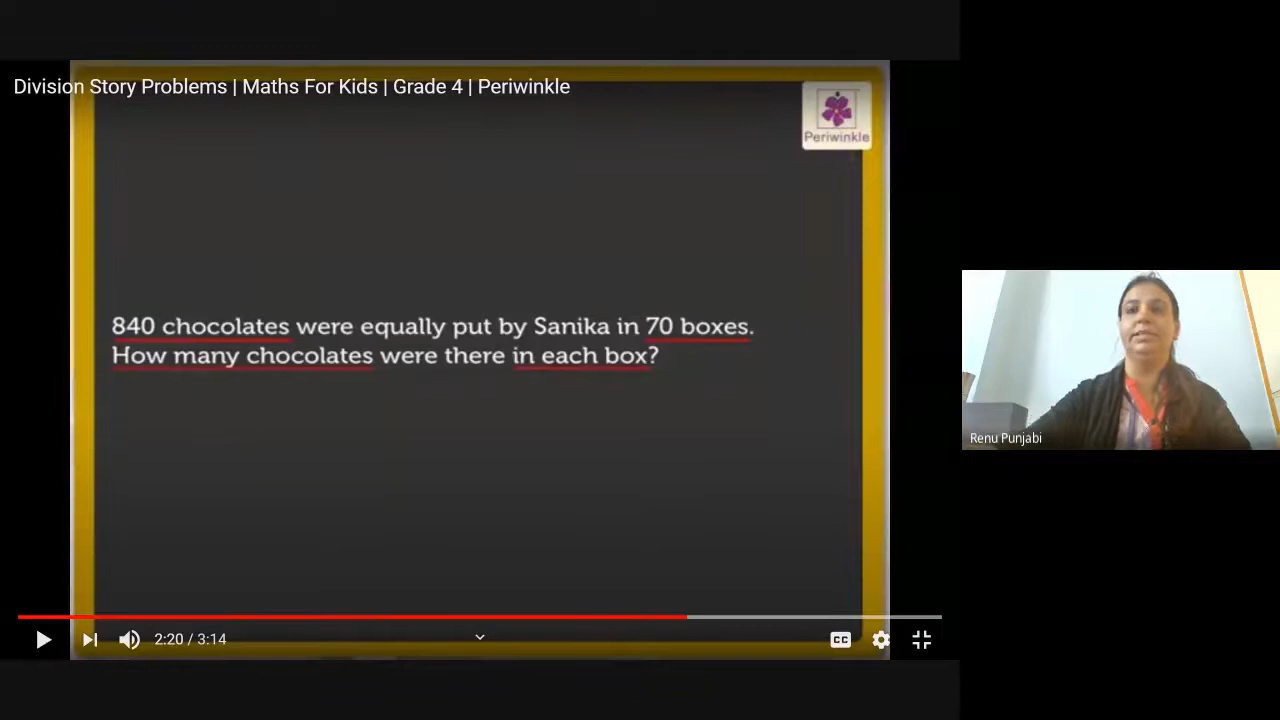 Division Story Problems | Maths For Kids | Grade 4 | Periwinkle
Periwinkle
840 chocolates were equally put by Sanika in 70 boxes.
How many chocolates were there in each box?
Renu Punjabi
2:20 / 3:14
CC